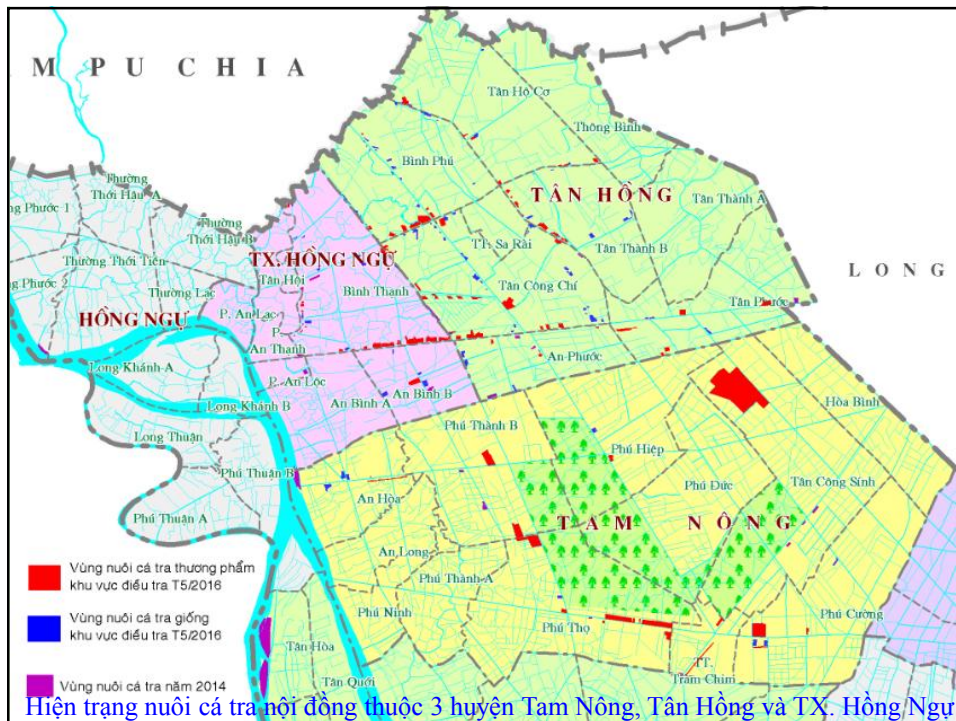 M PU CHIA
Tân Hộ Cơ
Thông Bình
Bình Phú
Thường
Thới Hậu A
TÂN HỒNG
Tân Thành A
ng Phước 1
Thường
Thới Hậu B
TT. Sa Rài
Tân Thành B
Thường Thới Tiền
TX. HỒNG NGỰ
LONG
ng Phước 2
Tân Hội
Bình Thạnh
Tân Công Chí
Thường Lạc
Tân Phước
HỒNG NGỰ
P. An Lạc
P.
An Thạnh
An Phước
Long Khánh A
P. An Lộc
An Bình A
An Bình B
Hòa Bình
Long Khánh B
Phú Thành B
Long Thuận
Phú Hiệp
Phú Thuận B
Phú Đức
Tân Công Sính
An Hòa
Phú Thuận A
TAM NÔNG
An Long
Phú Thành A
Phú Ninh
Phú Thọ
Phú Cường
Tân Hòa
TT.
Tràm Chim
Tân Quới
Vùng nuôi cá tra thương phẩm
khu vực điều tra T5/2016
Vùng nuôi cá tra giống
khu vực điều tra T5/2016
Vùng nuôi cá tra năm 2014
Hiện trạng nuôi cá tra nội đồng thuộc 3 huyện Tam Nông, Tân Hồng và TX. Hồng Ngự